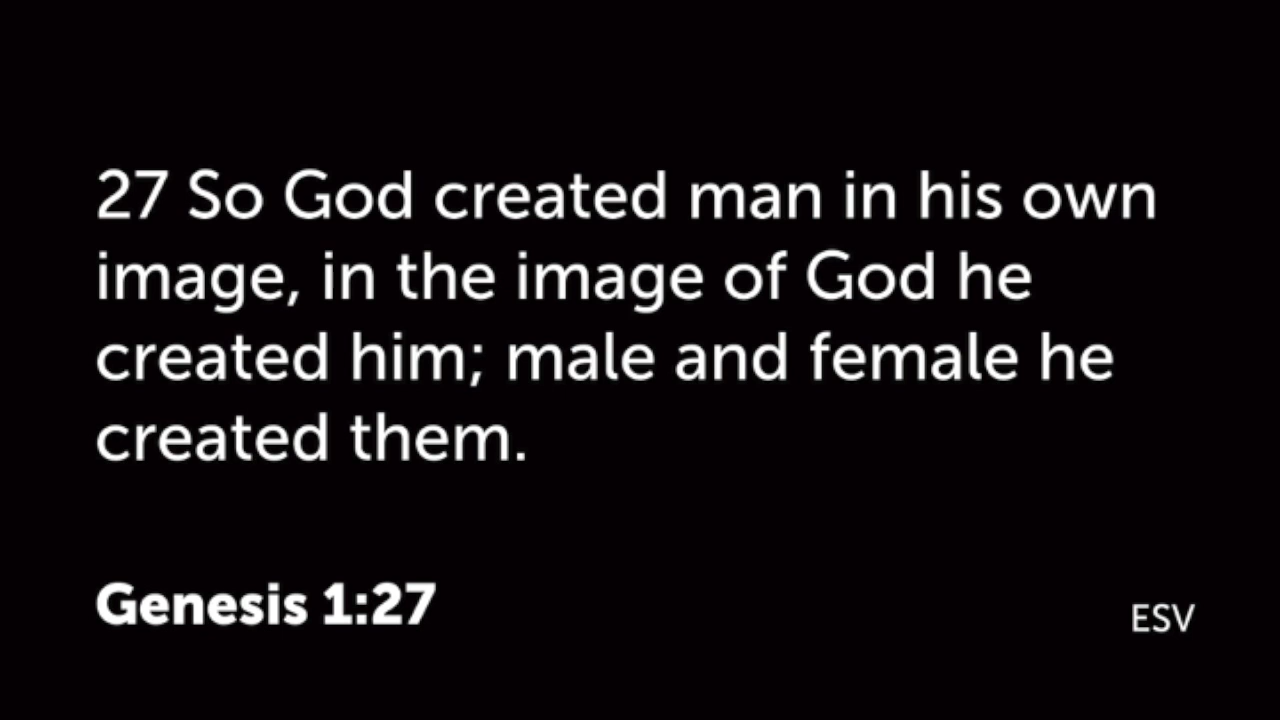 27 So God created man in his own
image, in the image of God he
created him; male and female he
created them.
Genesis 1:27
ESV